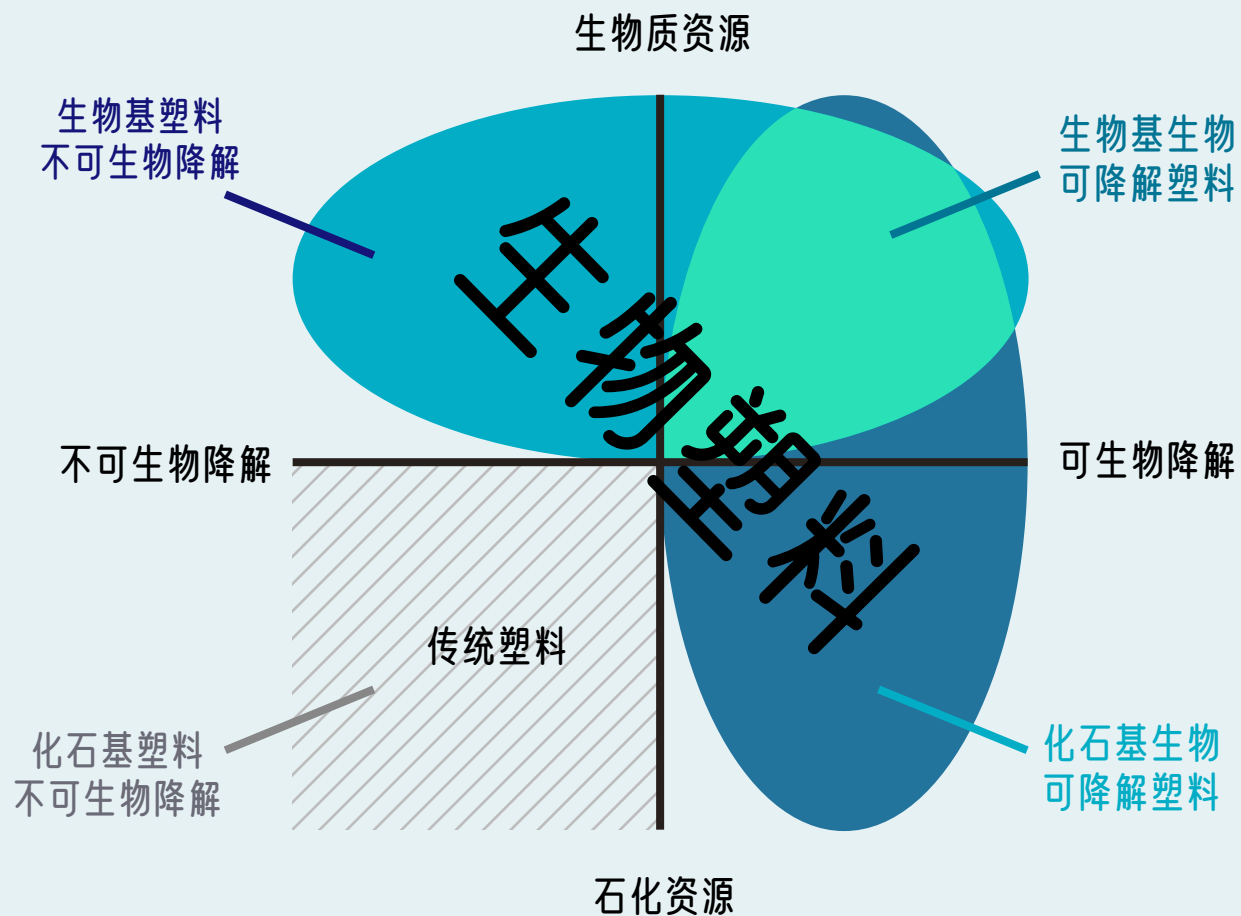 生物质资源
生物基塑料
不可生物降解
生物基生物
可降解塑料
生物塑料
不可生物降解
可生物降解
传统塑料
化石基塑料
不可生物降解
化石基生物
可降解塑料
石化资源